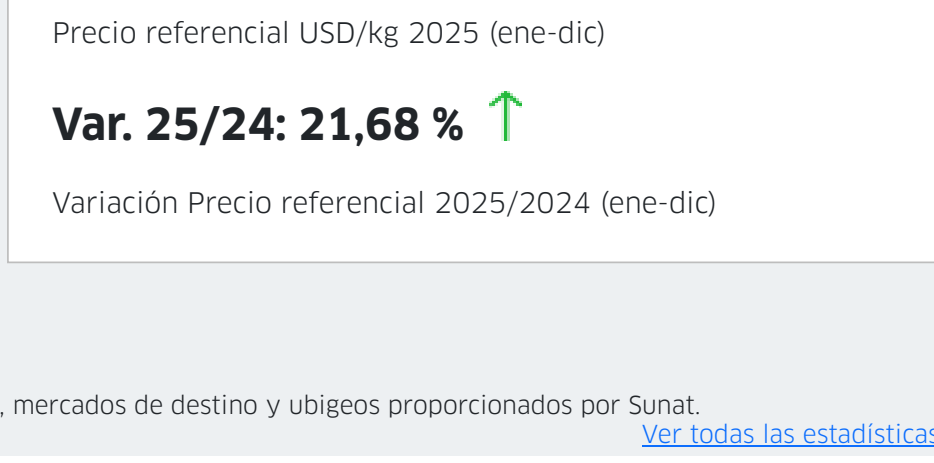 Precio referencial USD/kg 2025 (ene-dic)
Var. 25/24: 21,68 %
Variación Precio referencial 2025/2024 (ene-dic)
, mercados de destino y ubigeos proporcionados por Sunat.
Ver todas las estadísticas